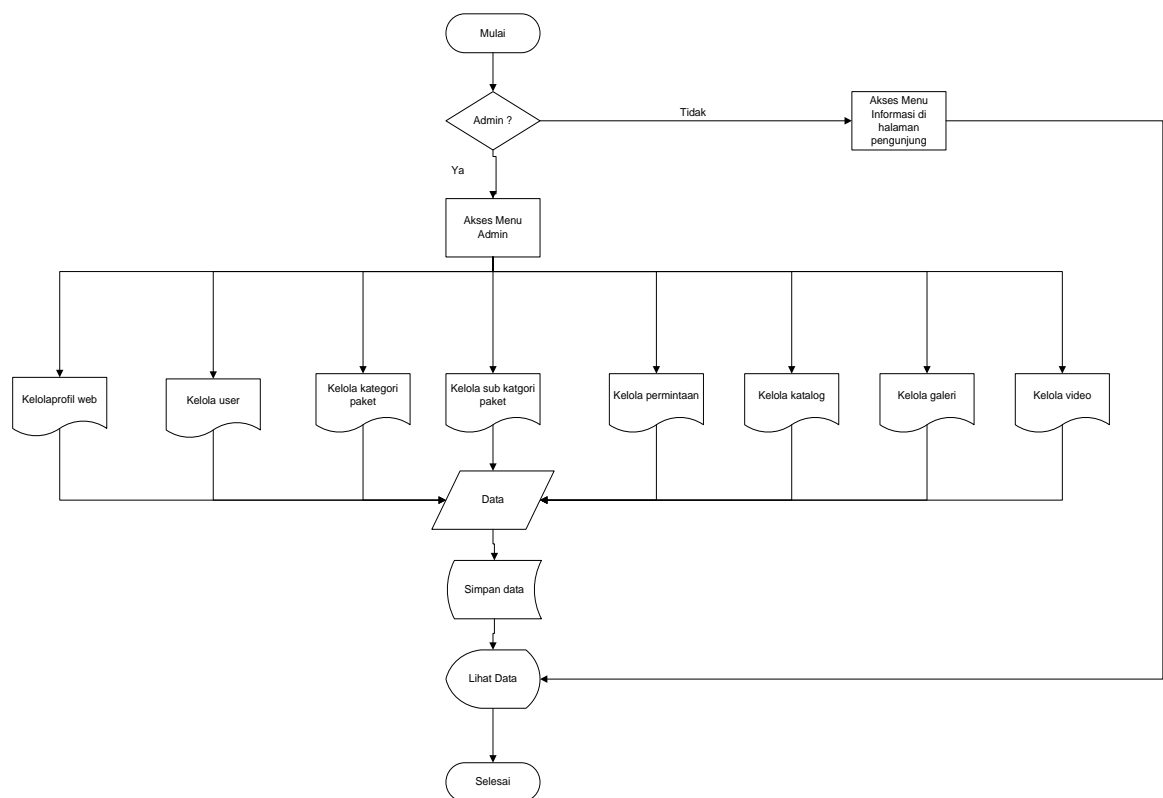 Mulai
Admin ?
Tidak
Akses Menu
Informasi di
halaman
pengunjung
Ya
Akses Menu
Admin
Kelolaprofil web
Kelola user
Kelola kategori
paket
Kelola sub katgori
paket
Kelola permintaan
Kelola katalog
Kelola galeri
Kelola video
Data
Simpan data
Lihat Data
Selesai